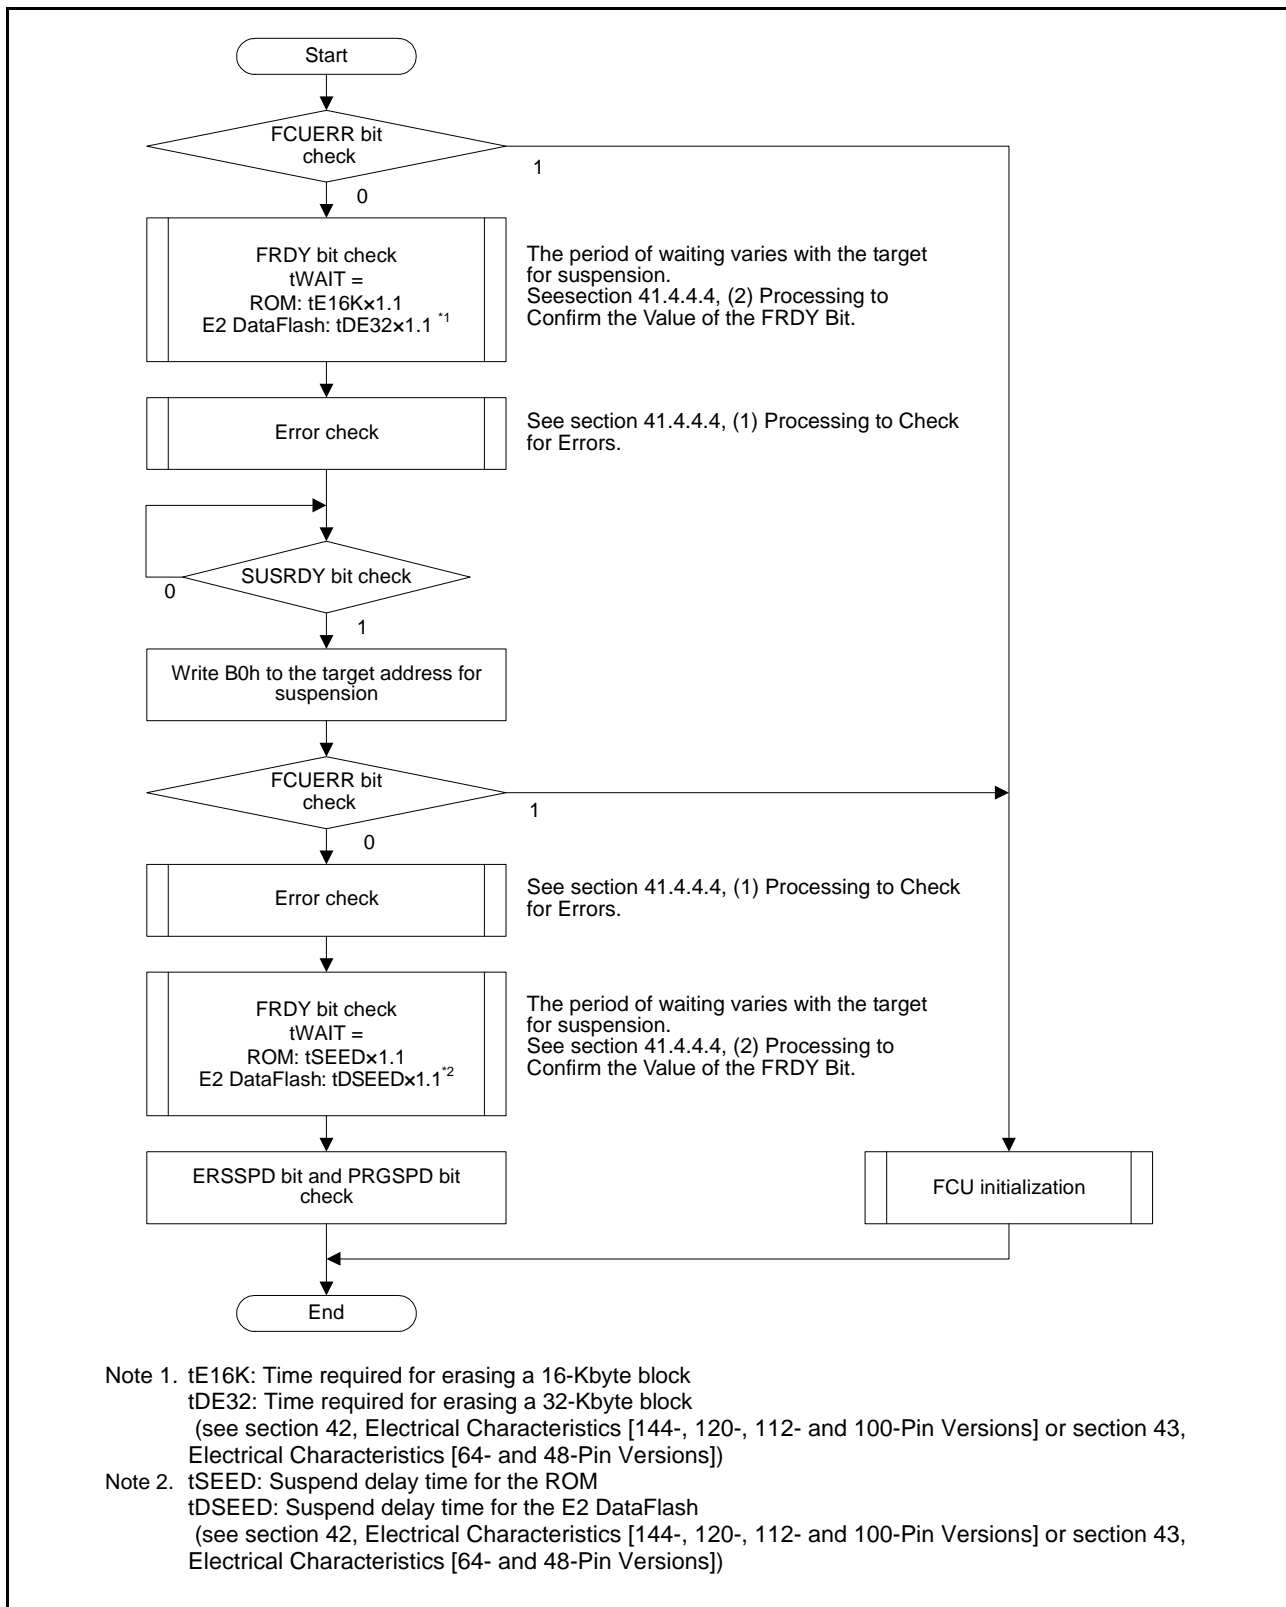 Start
FCUERR bit
check
1
0
FRDY bit check
tWAIT =
ROM: tE16K×1.1
E2 DataFlash: tDE32×1.1 *1
The period of waiting varies with the target
for suspension.
Seesection 41.4.4.4, (2) Processing to
Confirm the Value of the FRDY Bit.
Error check
See section 41.4.4.4, (1) Processing to Check
for Errors.
SUSRDY bit check
0
1
Write B0h to the target address for
suspension
FCUERR bit
check
1
0
Error check
See section 41.4.4.4, (1) Processing to Check
for Errors.
FRDY bit check
tWAIT =
ROM: tSEED×1.1
E2 DataFlash: tDSEED×1.1*2
The period of waiting varies with the target
for suspension.
See section 41.4.4.4, (2) Processing to
Confirm the Value of the FRDY Bit.
ERSSPD bit and PRGSPD bit
check
FCU initialization
End
Note 1. tE16K: Time required for erasing a 16-Kbyte block
tDE32: Time required for erasing a 32-Kbyte block
(see section 42, Electrical Characteristics [144-, 120-, 112- and 100-Pin Versions] or section 43,
Electrical Characteristics [64- and 48-Pin Versions])
Note 2. tSEED: Suspend delay time for the ROM
tDSEED: Suspend delay time for the E2 DataFlash
(see section 42, Electrical Characteristics [144-, 120-, 112- and 100-Pin Versions] or section 43,
Electrical Characteristics [64- and 48-Pin Versions])